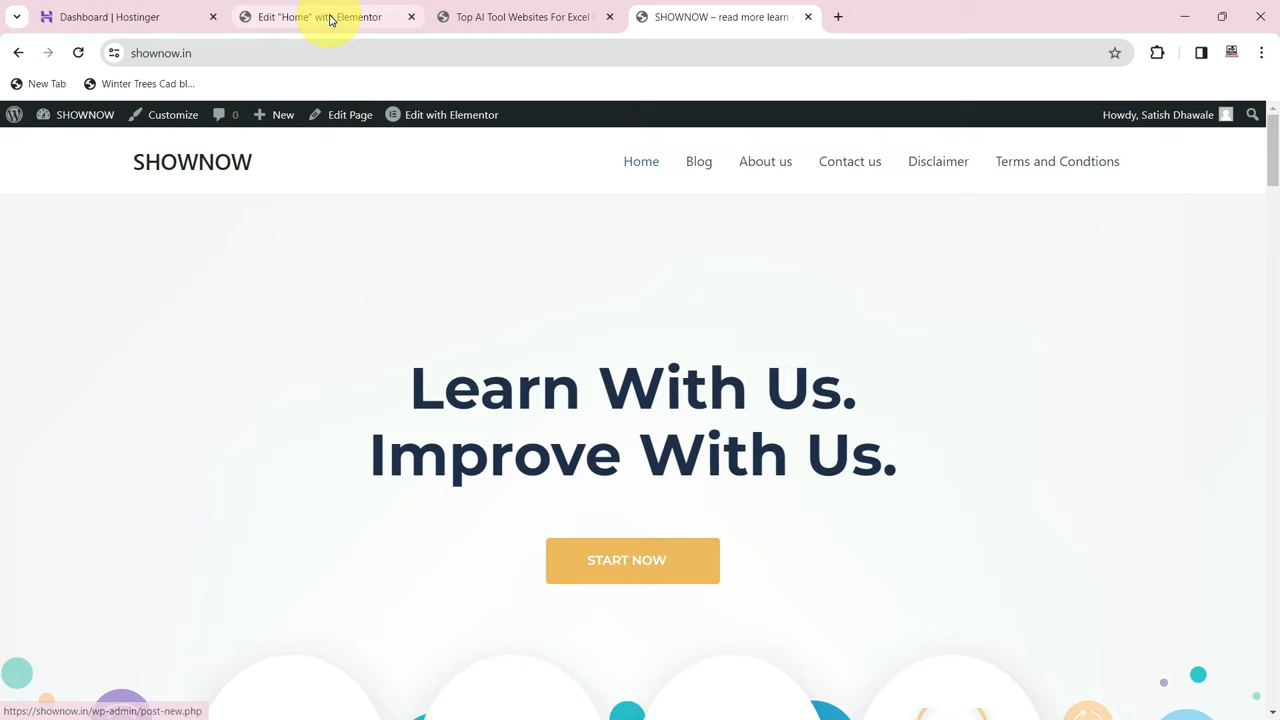 Dashboard | Hostinger
Edit "Home" with Elementor
Top AI Tool Websites For Excel
SHOWNOW – read more learn
shownow.in
New Tab
Winter Trees Cad bl...
SHOWNOW
Customize
0
New
Edit Page
Edit with Elementor
Howdy, Satish Dhawale
SHOWNOW
Home
Blog
About us
Contact us
Disclaimer
Terms and Condtions
Learn With Us.
Improve With Us.
START NOW
https://shownow.in/wp-admin/post-new.php